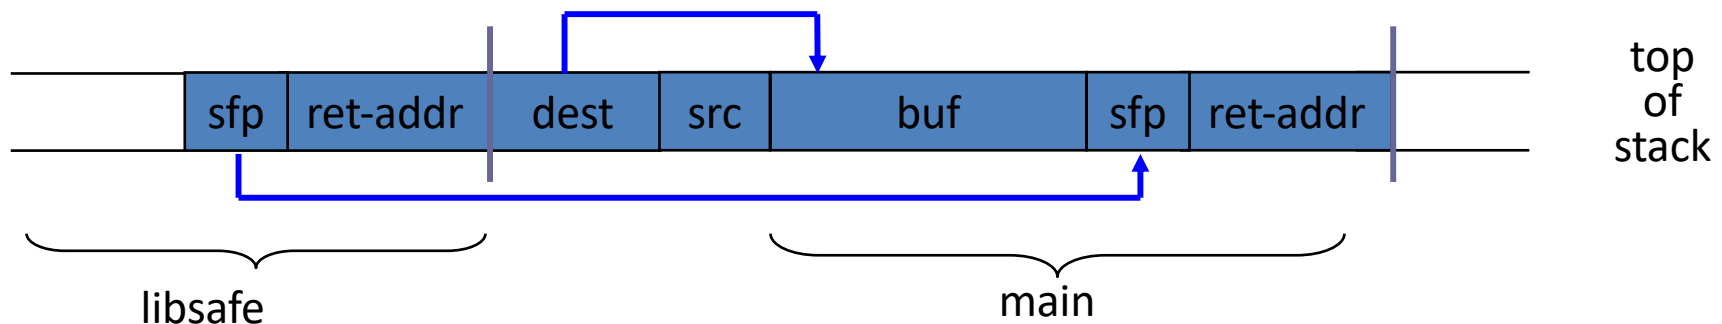 sfp ret-addr dest src buf sfp ret-addr
top
of
stack
libsafe
main